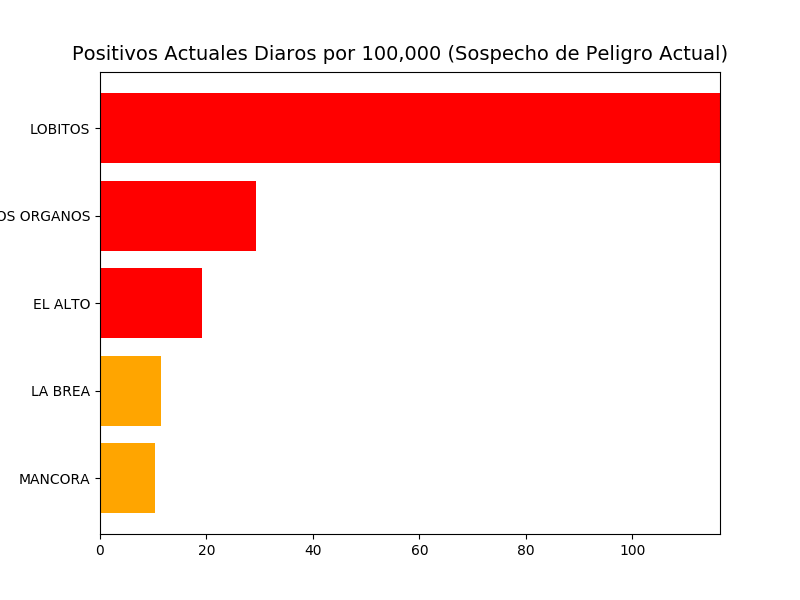 Positivos Actuales Diaros por 100,000 (Sospecho de Peligro Actual)
LOBITOS
OS ORGANOS
EL ALTO
LA BREA
MANCORA
0 20 40 60 80 100